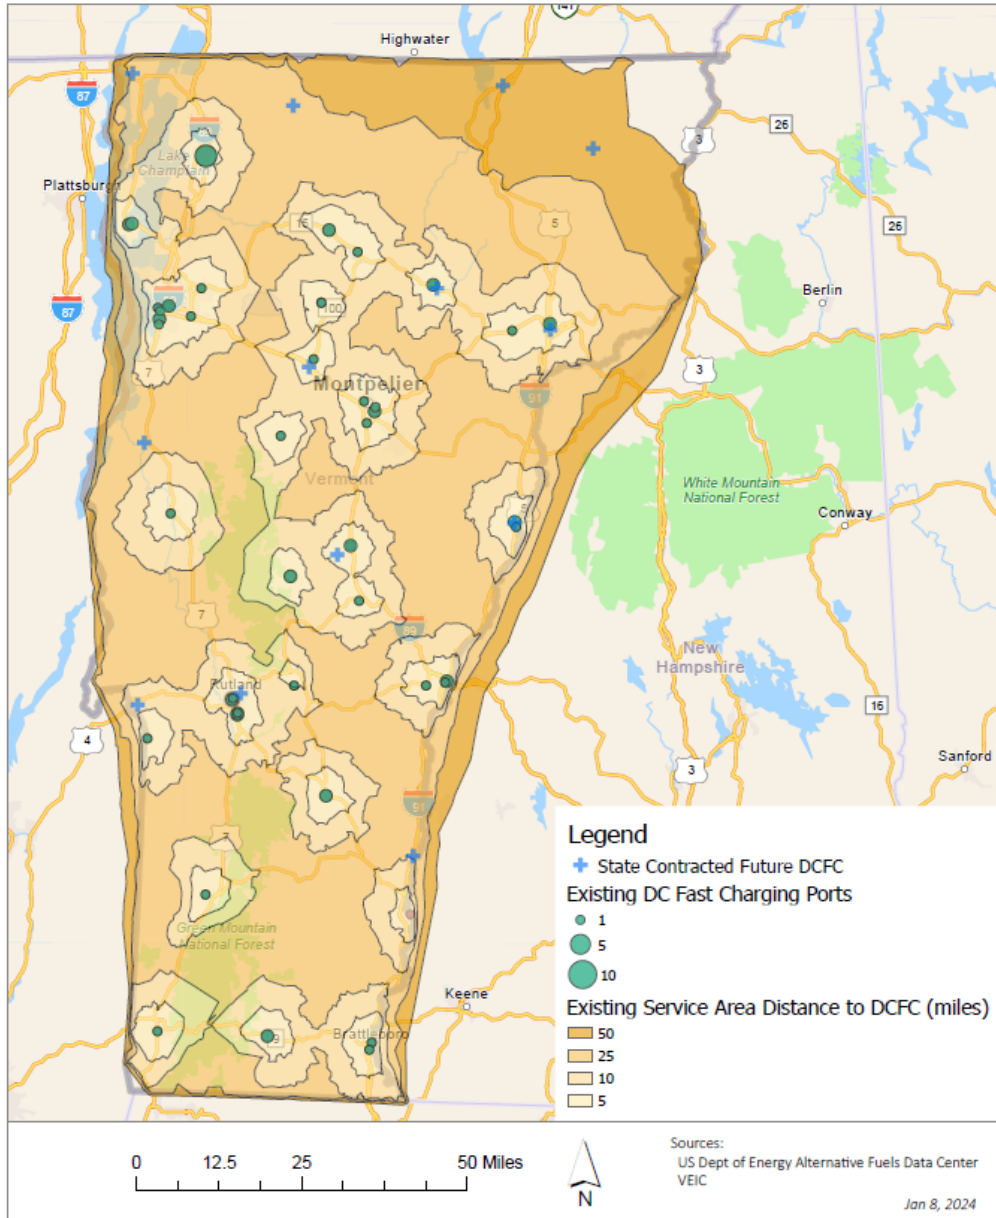 141
Highwater
87
3
26
Lake
Champlain
Plattsburgh
15
5
26
Berlin
87
100
3
7
Montpelier
91
Vermont
White Mountain
National Forest
Conway
7
89
New
Hampshire
Rutland
16
4
Sanford
3
91
7
Green Mountain
National Forest
Keene
Brattleboro
9
Legend
State Contracted Future DCFC
Existing DC Fast Charging Ports
1
5
10
Existing Service Area Distance to DCFC (miles)
50
25
10
5
0 12.5 25 50 Miles
N
Sources:
US Dept of Energy Alternative Fuels Data Center
VEIC
Jan 8, 2024